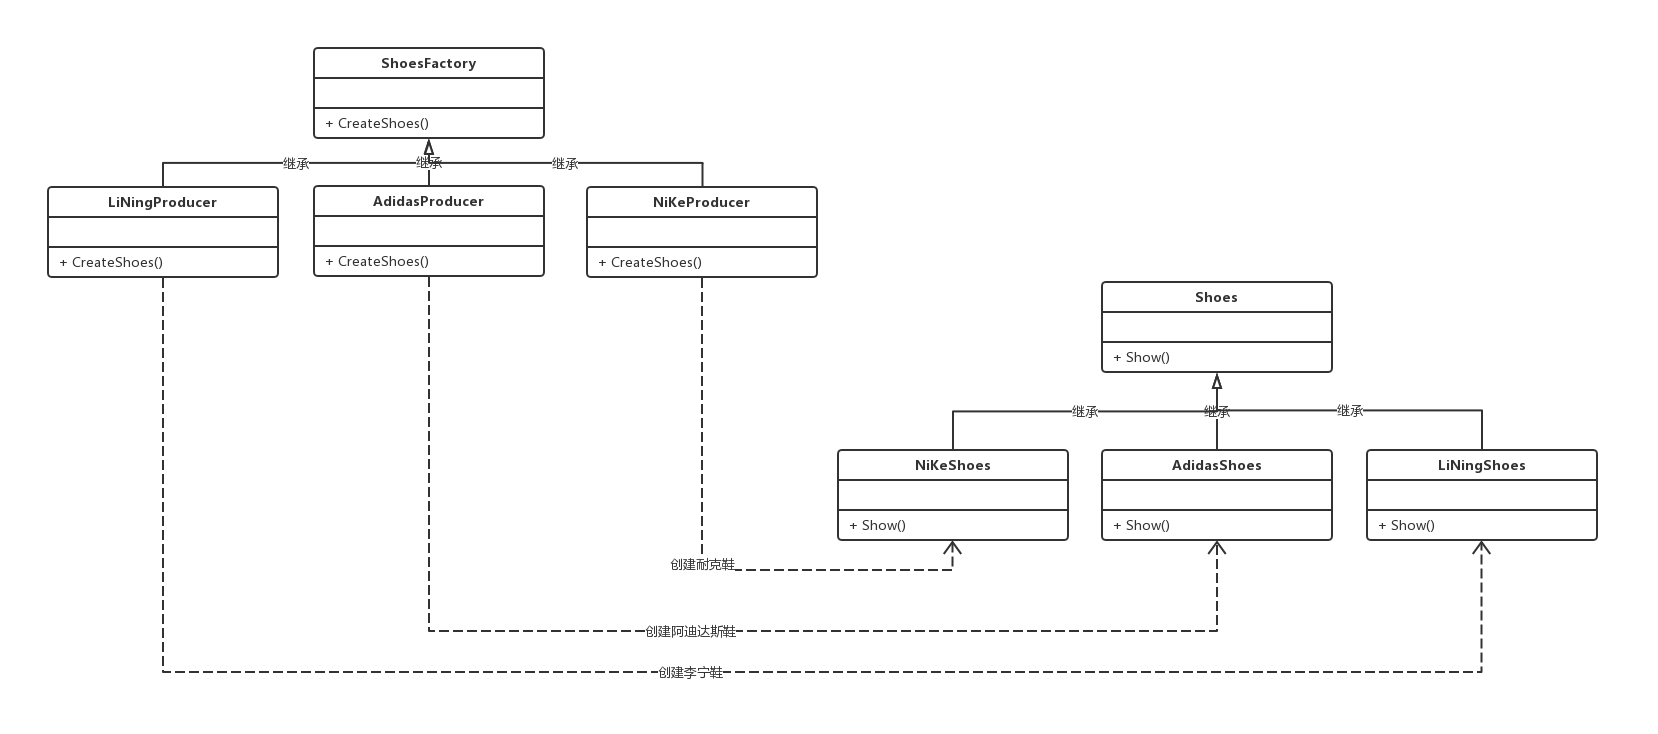 ShoesFactory
+ CreateShoes()
继承
继承
继承
LiNingProducer
+ CreateShoes()
AdidasProducer
+ CreateShoes()
NiKeProducer
+ CreateShoes()
Shoes
+ Show()
继承
继承
继承
NiKeShoes
+ Show()
AdidasShoes
+ Show()
LiNingShoes
+ Show()
创建耐克鞋
创建阿迪达斯鞋
创建李宁鞋